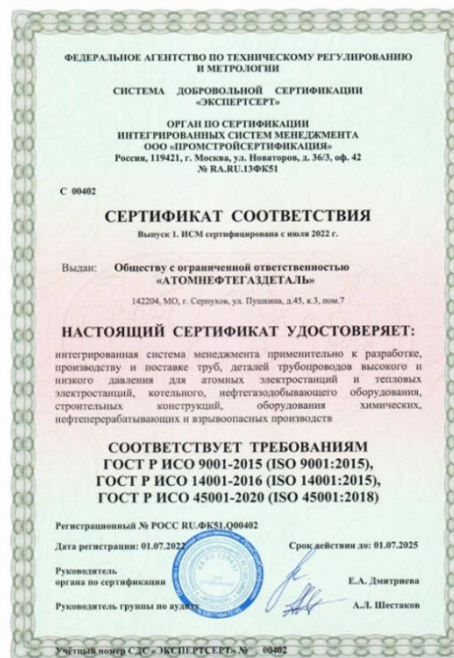 ФЕДЕРАЛЬНОЕ АГЕНТСТВО ПО ТЕХНИЧЕСКОМУ РЕГУЛИРОВАНИЮ
И МЕТРОЛОГИИ
СИСТЕМА ДОБРОВОЛЬНОЙ СЕРТИФИКАЦИИ
«ЭКСПЕРТСЕРТ»
ОРГАН ПО СЕРТИФИКАЦИИ
ИНТЕГРИРОВАННЫХ СИСТЕМ МЕНЕДЖМЕНТА
ООО «ПРОМСТРОЙСЕРТИФИКАЦИЯ»
Россия, 119421, г. Москва, ул. Новаторов, д. 36/3, оф. 42
№ RA.RU.13ФК51
С 00402
СЕРТИФИКАТ СООТВЕТСТВИЯ
Выпуск 1. ИСМ сертифицирована с июля 2022 г.
Выдан: Обществу с ограниченной ответственностью
«АТОМНЕФТЕГАЗДЕТАЛЬ»
142204, МО, г. Серпухов, ул. Пушкина, д.45, к.3, пом.7
НАСТОЯЩИЙ СЕРТИФИКАТ УДОСТОВЕРЯЕТ:
интегрированная система менеджмента применительно к разработке,
производству и поставке труб, деталей трубопроводов высокого и
низкого давления для атомных электростанций и тепловых
электростанций, котельного, нефтегазодобывающего оборудования,
строительных конструкций, оборудования химических,
нефтеперерабатывающих и взрывоопасных производств
СООТВЕТСТВУЕТ ТРЕБОВАНИЯМ
ГОСТ Р ИСО 9001-2015 (ISO 9001:2015),
ГОСТ Р ИСО 14001-2016 (ISO 14001:2015),
ГОСТ Р ИСО 45001-2020 (ISO 45001:2018)
Регистрационный № РОСС RU.ФК51.О00402
Дата регистрации: 01.07.2022 Срок действия до: 01.07.2025
Руководитель
органа по сертификации Е.А. Дмитриева
Руководитель группы по аудиту А.Л. Шестаков
Учётный номер СДС «ЭКСПЕРТСЕРТ» № 00402